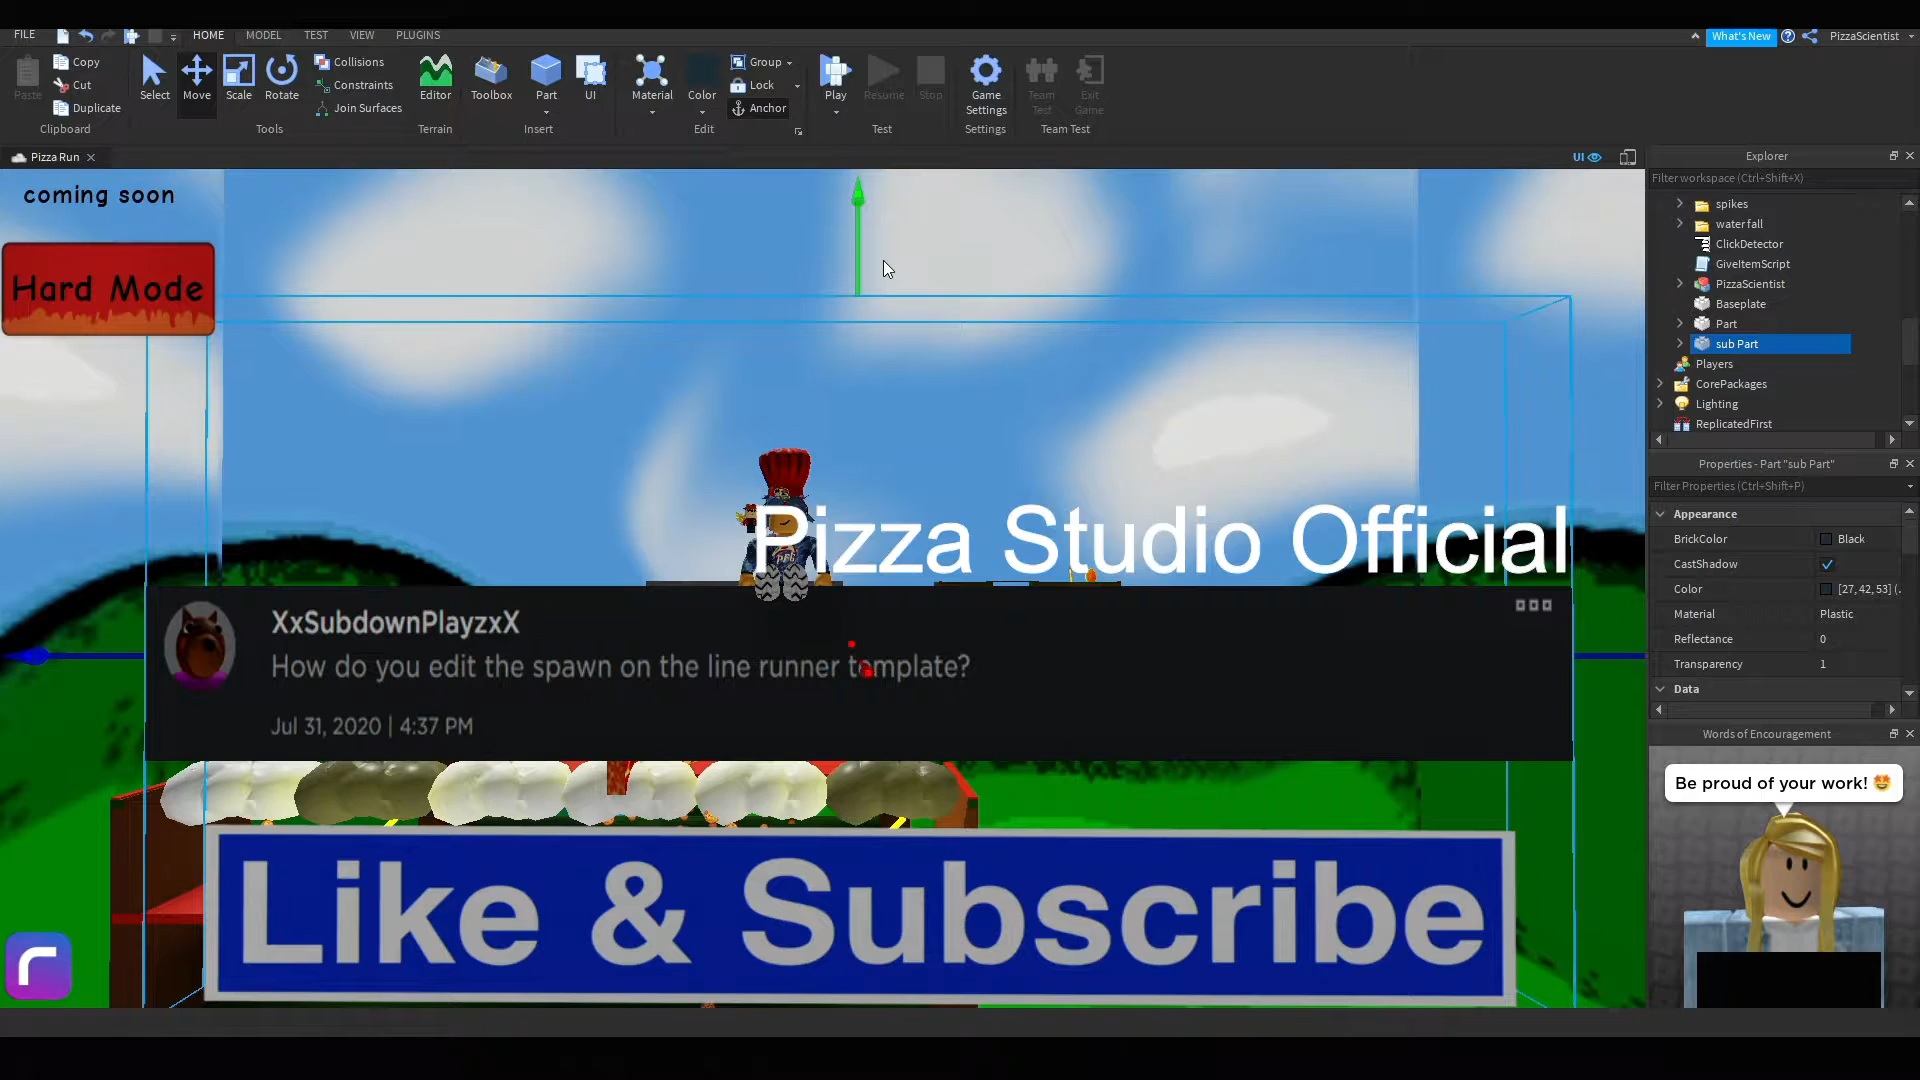 FILE HOME MODEL TEST VIEW PLUGINS What's New PizzaScientist
Paste Copy Cut Duplicate Select Move Scale Rotate Collisions Constraints Join Surfaces Editor Toolbox Part UI Material Color Group Lock Anchor Play Resume Stop Game Settings Team Test Exit Game
Clipboard Tools Terrain Insert Edit Test Settings Team Test
Pizza Run
UI
coming soon
Hard Mode
Pizza Studio Official
XxSubdownPlayzxX
How do you edit the spawn on the line runner template?
Jul 31, 2020 | 4:37 PM
Like & Subscribe
Explorer
Filter workspace (Ctrl+Shift+X)
spikes
waterfall
ClickDetector
GiveItemScript
PizzaScientist
Baseplate
Part
sub Part
Players
CorePackages
Lighting
ReplicatedFirst
Properties - Part "sub Part"
Filter Properties (Ctrl+Shift+P)
Appearance
BrickColor Black
CastShadow
Color [27, 42, 53] (..
Material Plastic
Reflectance 0
Transparency 1
Data
Words of Encouragement
Be proud of your work! 🤩